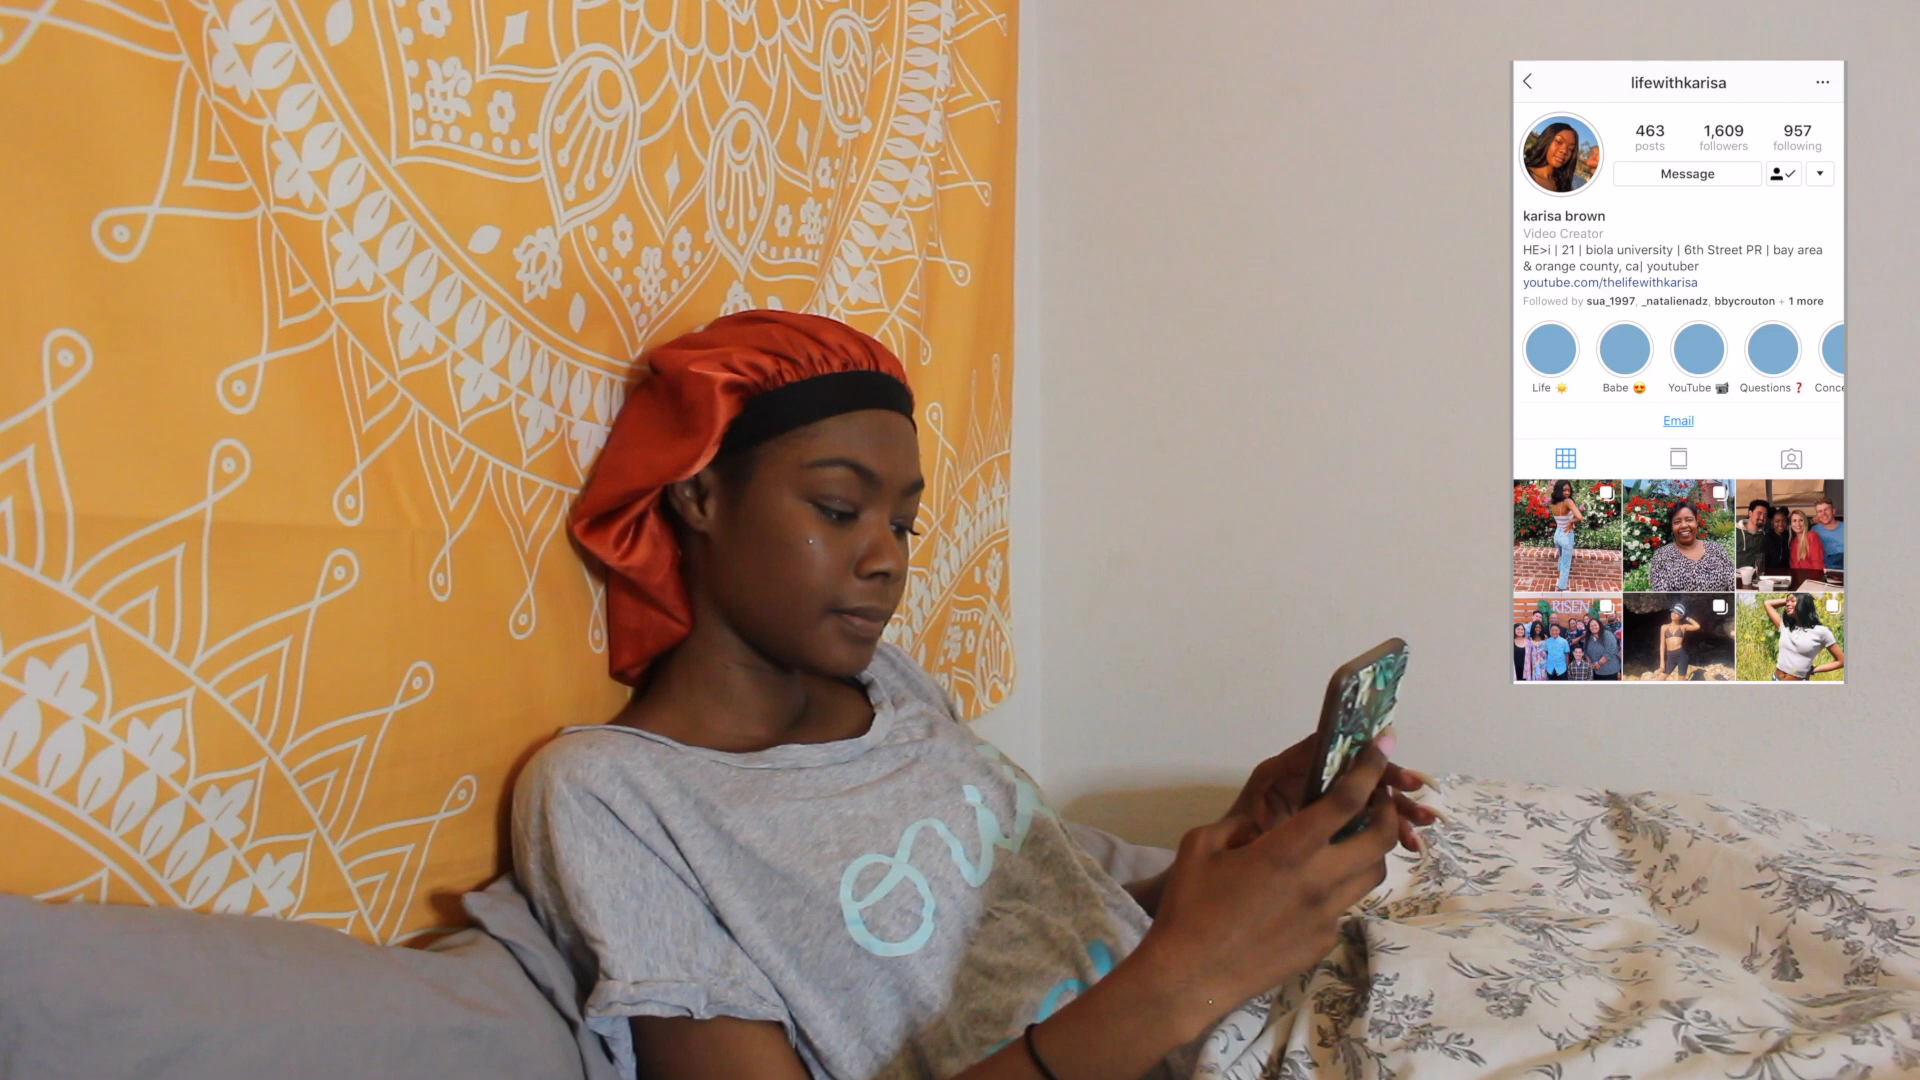 lifewithkarisa
463 1,609 957
posts followers following
Message
karisa brown
Video Creator
HE>i | 21 | biola university | 6th Street PR | bay area
& orange county, ca| youtuber
youtube.com/thelifewithkarisa
Followed by sua_1997, _natalienadz, bbycrouton + 1 more
Life ☀️ Babe 😍 YouTube 📹 Questions ❓ Conce
Email
RISEN